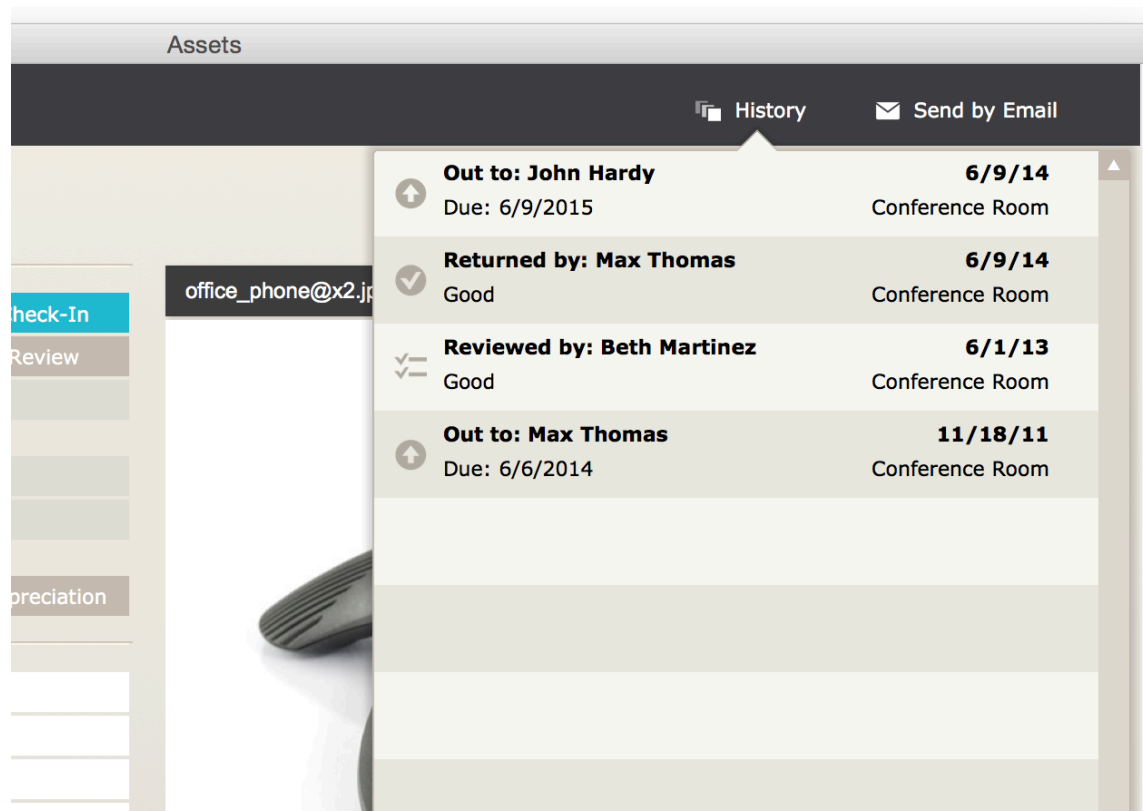 Assets
History
Send by Email
Out to: John Hardy 6/9/14
Due: 6/9/2015 Conference Room
Returned by: Max Thomas 6/9/14
Good Conference Room
Reviewed by: Beth Martinez 6/1/13
Good Conference Room
Out to: Max Thomas 11/18/11
Due: 6/6/2014 Conference Room
office_phone@x2.jp
heck-In
Review
preciation